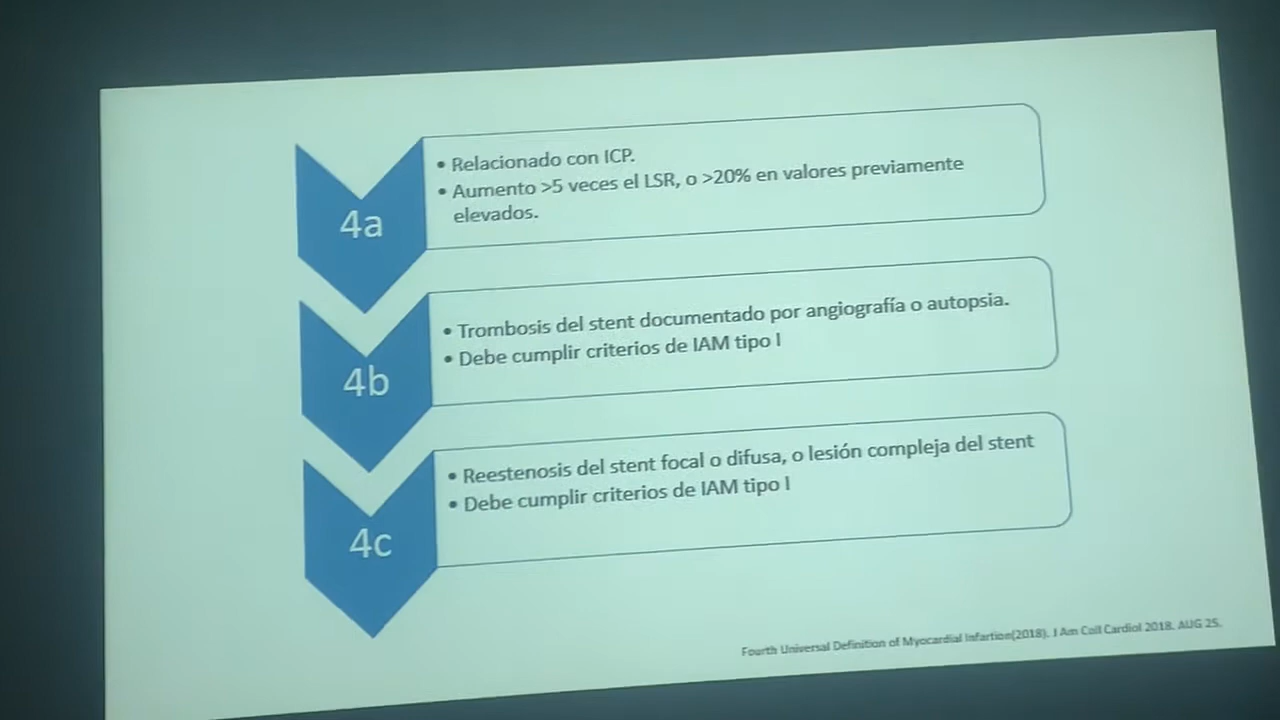 4a
• Relacionado con ICP.
• Aumento >5 veces el LSR, o >20% en valores previamente
elevados.
4b
• Trombosis del stent documentado por angiografía o autopsia.
• Debe cumplir criterios de IAM tipo I
4c
• Reestenosis del stent focal o difusa, o lesión compleja del stent
• Debe cumplir criterios de IAM tipo I
Fourth Universal Definition of Myocardial Infartion(2018). J Am Coll Cardiol 2018. AUG 25.